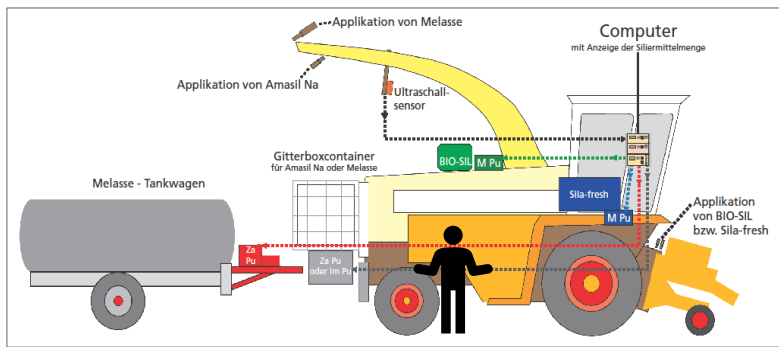 Applikation von Melasse
Computer
mit Anzeige der Siliermittelmenge
Applikation von Amasil Na
Ultraschall-
sensor
BIO-SIL
M Pu
Gitterboxcontainer
für Amasil Na oder Melasse
Melasse - Tankwagen
Sila-fresh
M Pu
Applikation
von BIO-SIL
bzw. Sila-fresh
Za
Pu
Za Pu
oder Im Pu